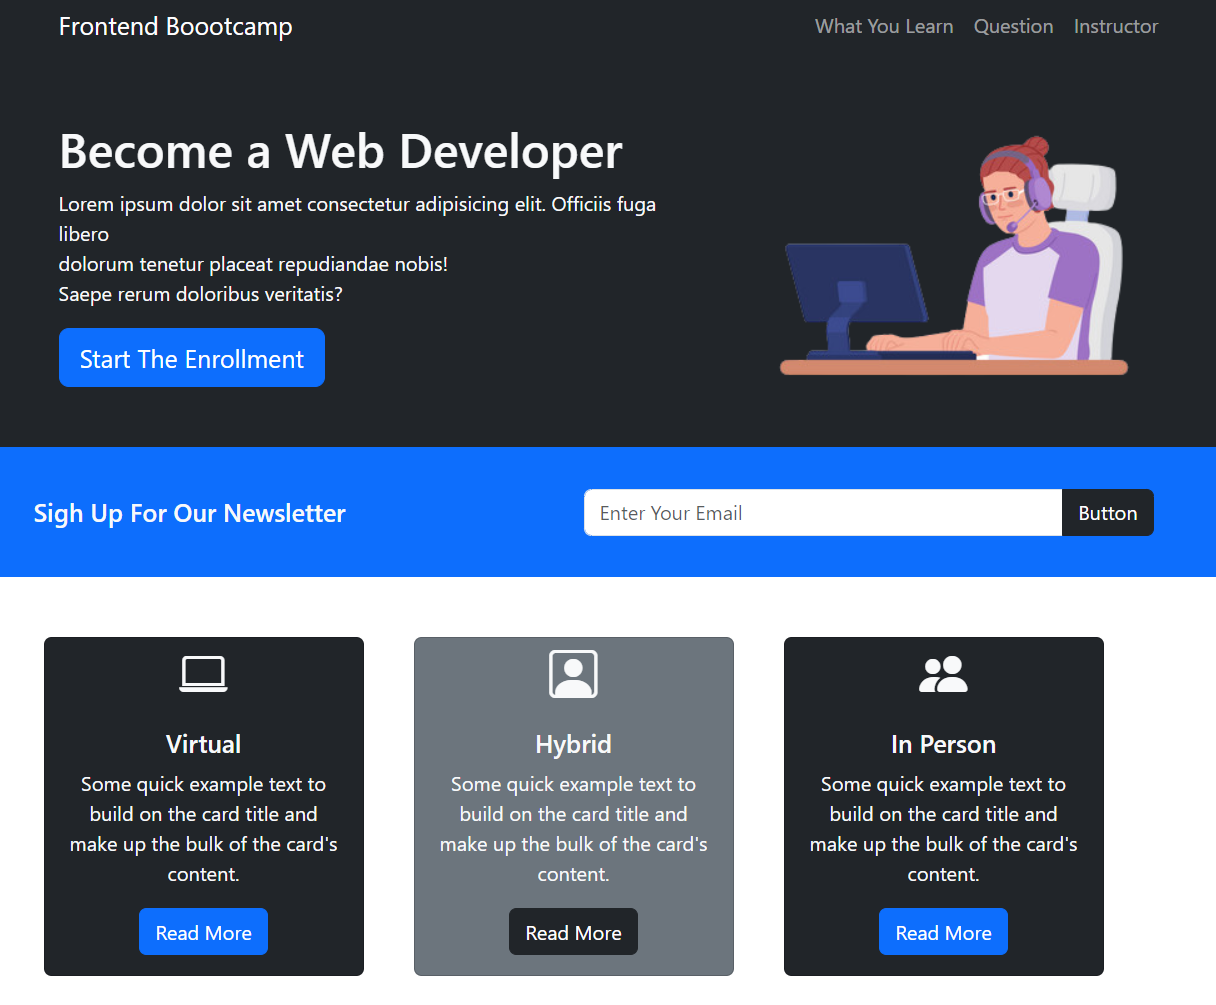 Frontend Boootcamp
What You Learn Question Instructor
Become a Web Developer
Lorem ipsum dolor sit amet consectetur adipisicing elit. Officiis fuga
libero
dolorum tenetur placeat repudiandae nobis!
Saepe rerum doloribus veritatis?
Start The Enrollment
Sigh Up For Our Newsletter
Enter Your Email
Button
Virtual
Some quick example text to
build on the card title and
make up the bulk of the card's
content.
Read More
Hybrid
Some quick example text to
build on the card title and
make up the bulk of the card's
content.
Read More
In Person
Some quick example text to
build on the card title and
make up the bulk of the card's
content.
Read More